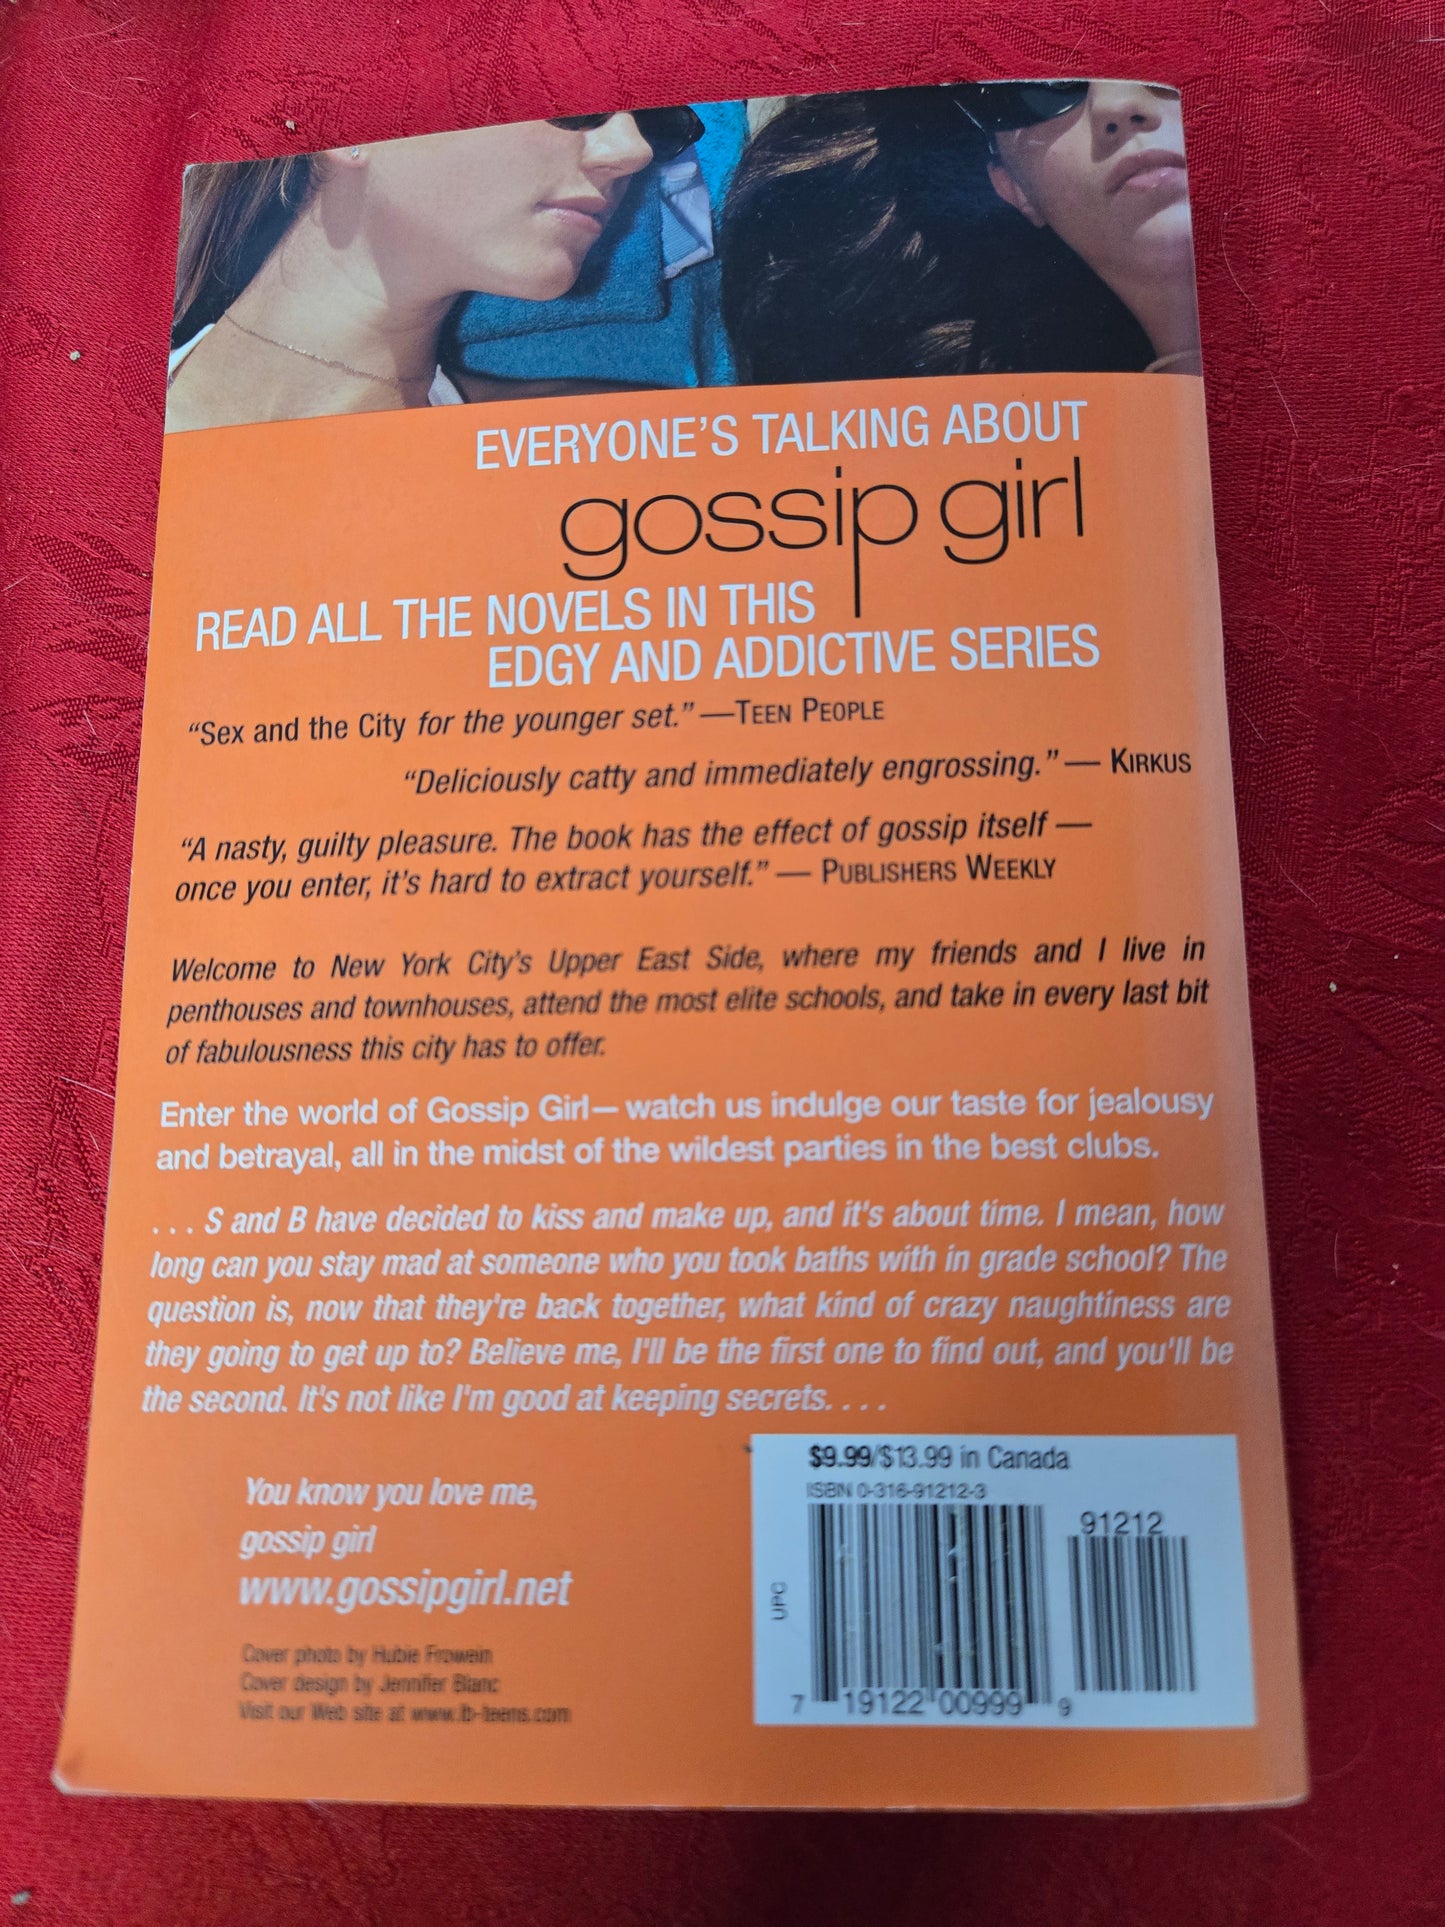 EVERYONE'S TALKING ABOUT
gossip girl
READ ALL THE NOVELS IN THIS
EDGY AND ADDICTIVE SERIES
"Sex and the City for the younger set." —TEEN PEOPLE
"Deliciously catty and immediately engrossing." — KIRKUS
"A nasty, guilty pleasure. The book has the effect of gossip itself —
once you enter, it's hard to extract yourself." — PUBLISHERS WEEKLY
Welcome to New York City's Upper East Side, where my friends and I live in
penthouses and townhouses, attend the most elite schools, and take in every last bit
of fabulousness this city has to offer.
Enter the world of Gossip Girl—watch us indulge our taste for jealousy
and betrayal, all in the midst of the wildest parties in the best clubs.
. . . S and B have decided to kiss and make up, and it's about time. I mean, how
long can you stay mad at someone who you took baths with in grade school? The
question is, now that they're back together, what kind of crazy naughtiness are
they going to get up to? Believe me, I'll be the first one to find out, and you'll be
the second. It's not like I'm good at keeping secrets. . . .
You know you love me,
gossip girl
www.gossipgirl.net
Cover photo by Hubie Frowein
Cover design by Jennifer Blanc
Visit our Web site at www.lb-teens.com
$9.99/$13.99 in Canada
ISBN 0-316-91212-3
91212
UPC
7 19122 00999 9